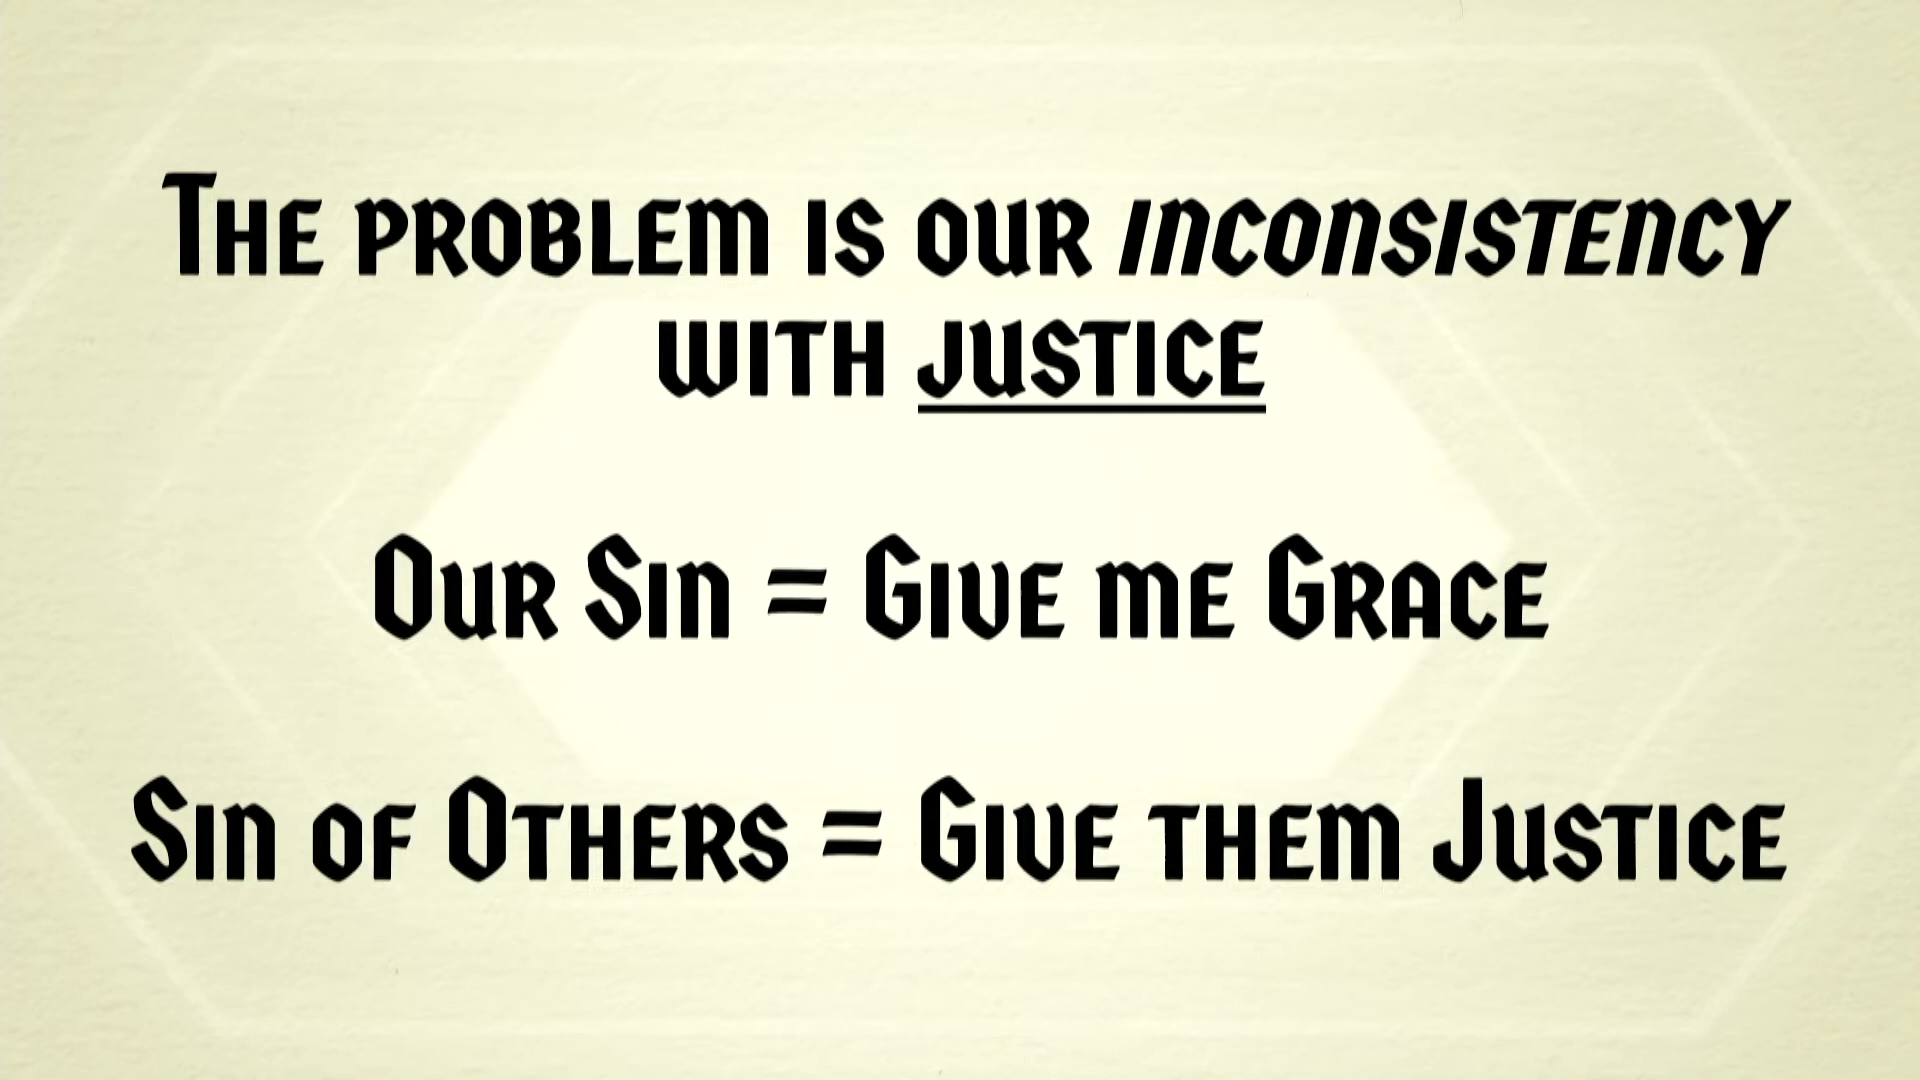 The problem is our inconsistency
with justice
Our Sin = Give me Grace
Sin of Others = Give them Justice